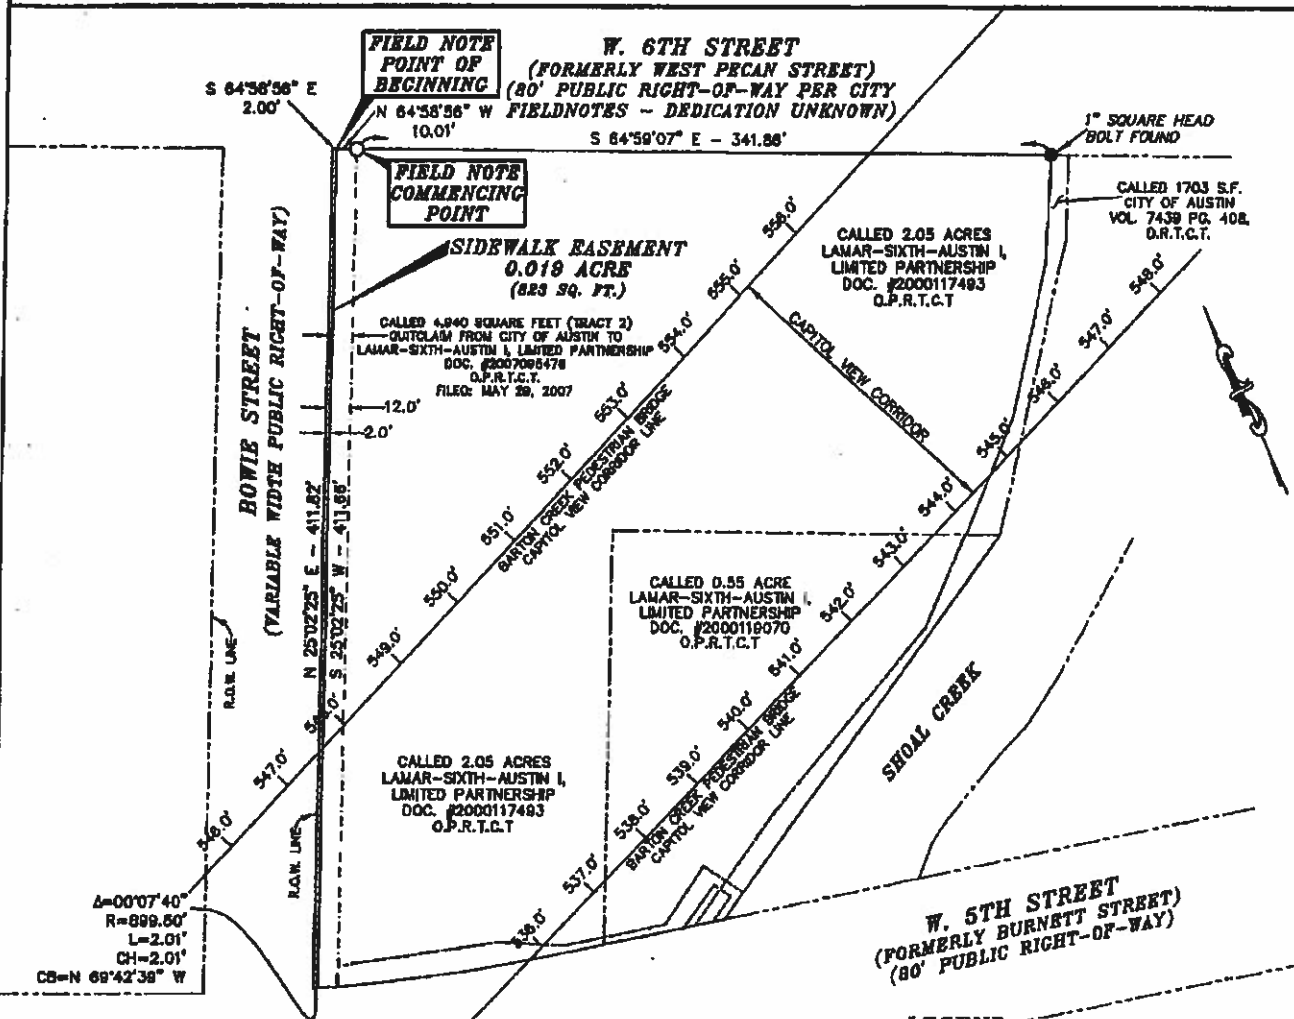 FIELD NOTE
POINT OF
BEGINNING
W. 6TH STREET
(FORMERLY WEST PECAN STREET)
(80' PUBLIC RIGHT-OF-WAY PER CITY
FIELDNOTES - DEDICATION UNKNOWN)
S 64°58'56" E
2.00'
N 64°58'56" W
10.01'
S 64°59'07" E - 341.86'
1" SQUARE HEAD
BOLT FOUND
FIELD NOTE
COMMENCING
POINT
CALLED 1703 S.F.
CITY OF AUSTIN
VOL. 7439 PG. 408,
D.R.T.C.T.
SIDEWALK EASEMENT
0.019 ACRE
(823 SQ. FT.)
CALLED 2.05 ACRES
LAMAR-SIXTH-AUSTIN I,
LIMITED PARTNERSHIP
DOC. #2000117493
O.P.R.T.C.T
CALLED 4,940 SQUARE FEET (TRACT 2)
QUITCLAIM FROM CITY OF AUSTIN TO
LAMAR-SIXTH-AUSTIN I, LIMITED PARTNERSHIP
DOC. #2007095476
O.P.R.T.C.T.
FILED: MAY 29, 2007
12.0'
2.0'
BOWIE STREET
(VARIABLE WIDTH PUBLIC RIGHT-OF-WAY)
N 25°02'25" E - 411.82'
S 25°02'25" W - 411.66'
R.O.W. LINE
R.O.W. LINE
556.0'
555.0'
554.0'
553.0'
552.0'
551.0'
550.0'
549.0'
547.0'
546.0'
BARTON CREEK PEDESTRIAN BRIDGE
CAPITOL VIEW CORRIDOR LINE
CAPITOL VIEW CORRIDOR
548.0'
547.0'
546.0'
545.0'
544.0'
543.0'
542.0'
541.0'
540.0'
539.0'
538.0'
537.0'
536.0'
BARTON CREEK PEDESTRIAN BRIDGE
CAPITOL VIEW CORRIDOR LINE
CALLED 0.55 ACRE
LAMAR-SIXTH-AUSTIN I,
LIMITED PARTNERSHIP
DOC. #2000119070
O.P.R.T.C.T
SHOAL CREEK
CALLED 2.05 ACRES
LAMAR-SIXTH-AUSTIN I,
LIMITED PARTNERSHIP
DOC. #2000117493
O.P.R.T.C.T
Δ=00°07'40"
R=899.60'
L=2.01'
CH=2.01'
CB=N 69°42'39" W
W. 5TH STREET
(FORMERLY BURNETT STREET)
(80' PUBLIC RIGHT-OF-WAY)